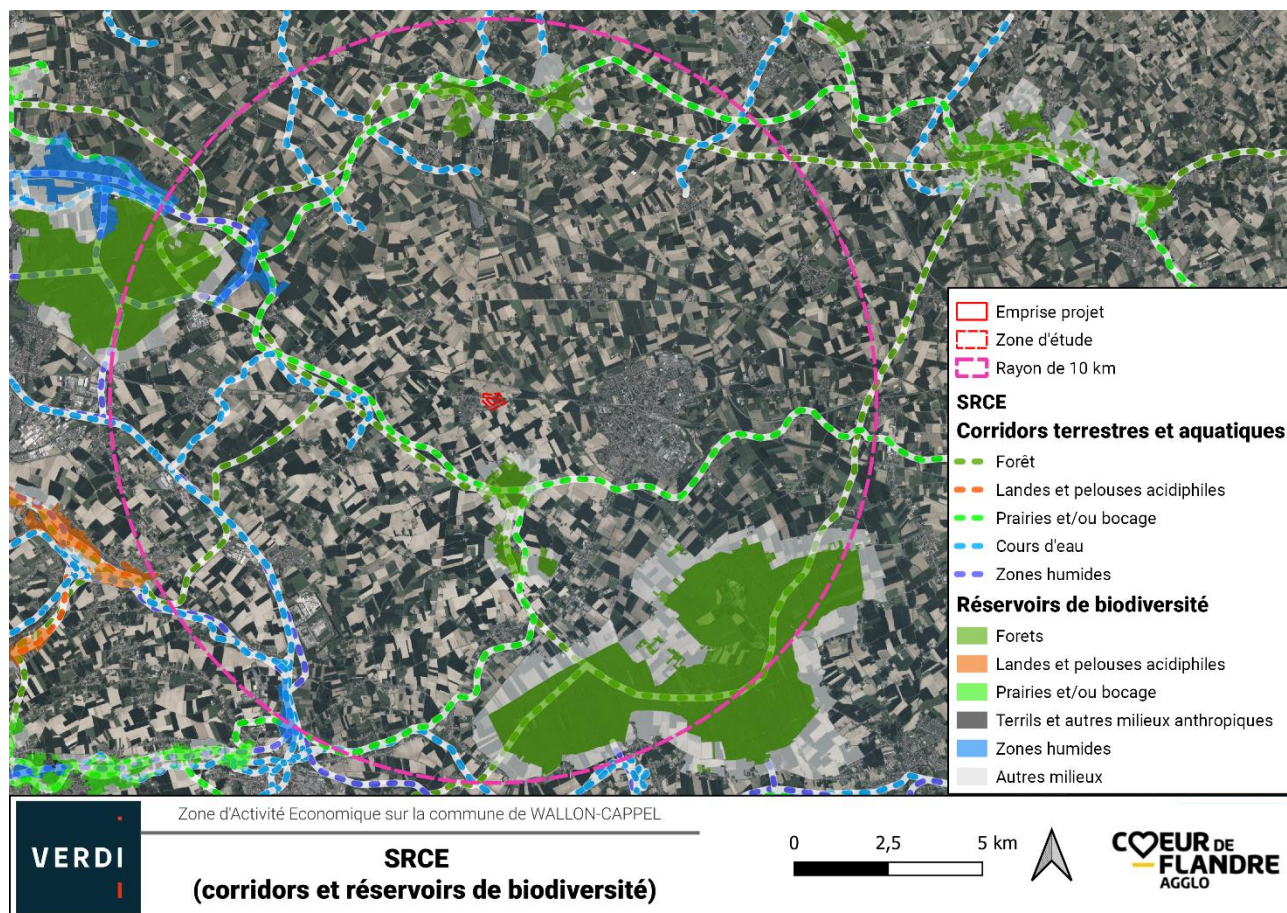 Emprise projet
Zone d'étude
Rayon de 10 km
SRCE
Corridors terrestres et aquatiques
Forêt
Landes et pelouses acidiphiles
Prairies et/ou bocage
Cours d'eau
Zones humides
Réservoirs de biodiversité
Forets
Landes et pelouses acidiphiles
Prairies et/ou bocage
Terrils et autres milieux anthropiques
Zones humides
Autres milieux
VERDI
Zone d'Activité Economique sur la commune de WALLON-CAPPEL
SRCE
(corridors et réservoirs de biodiversité)
0 2,5 5 km
CŒUR DE
FLANDRE
AGGLO